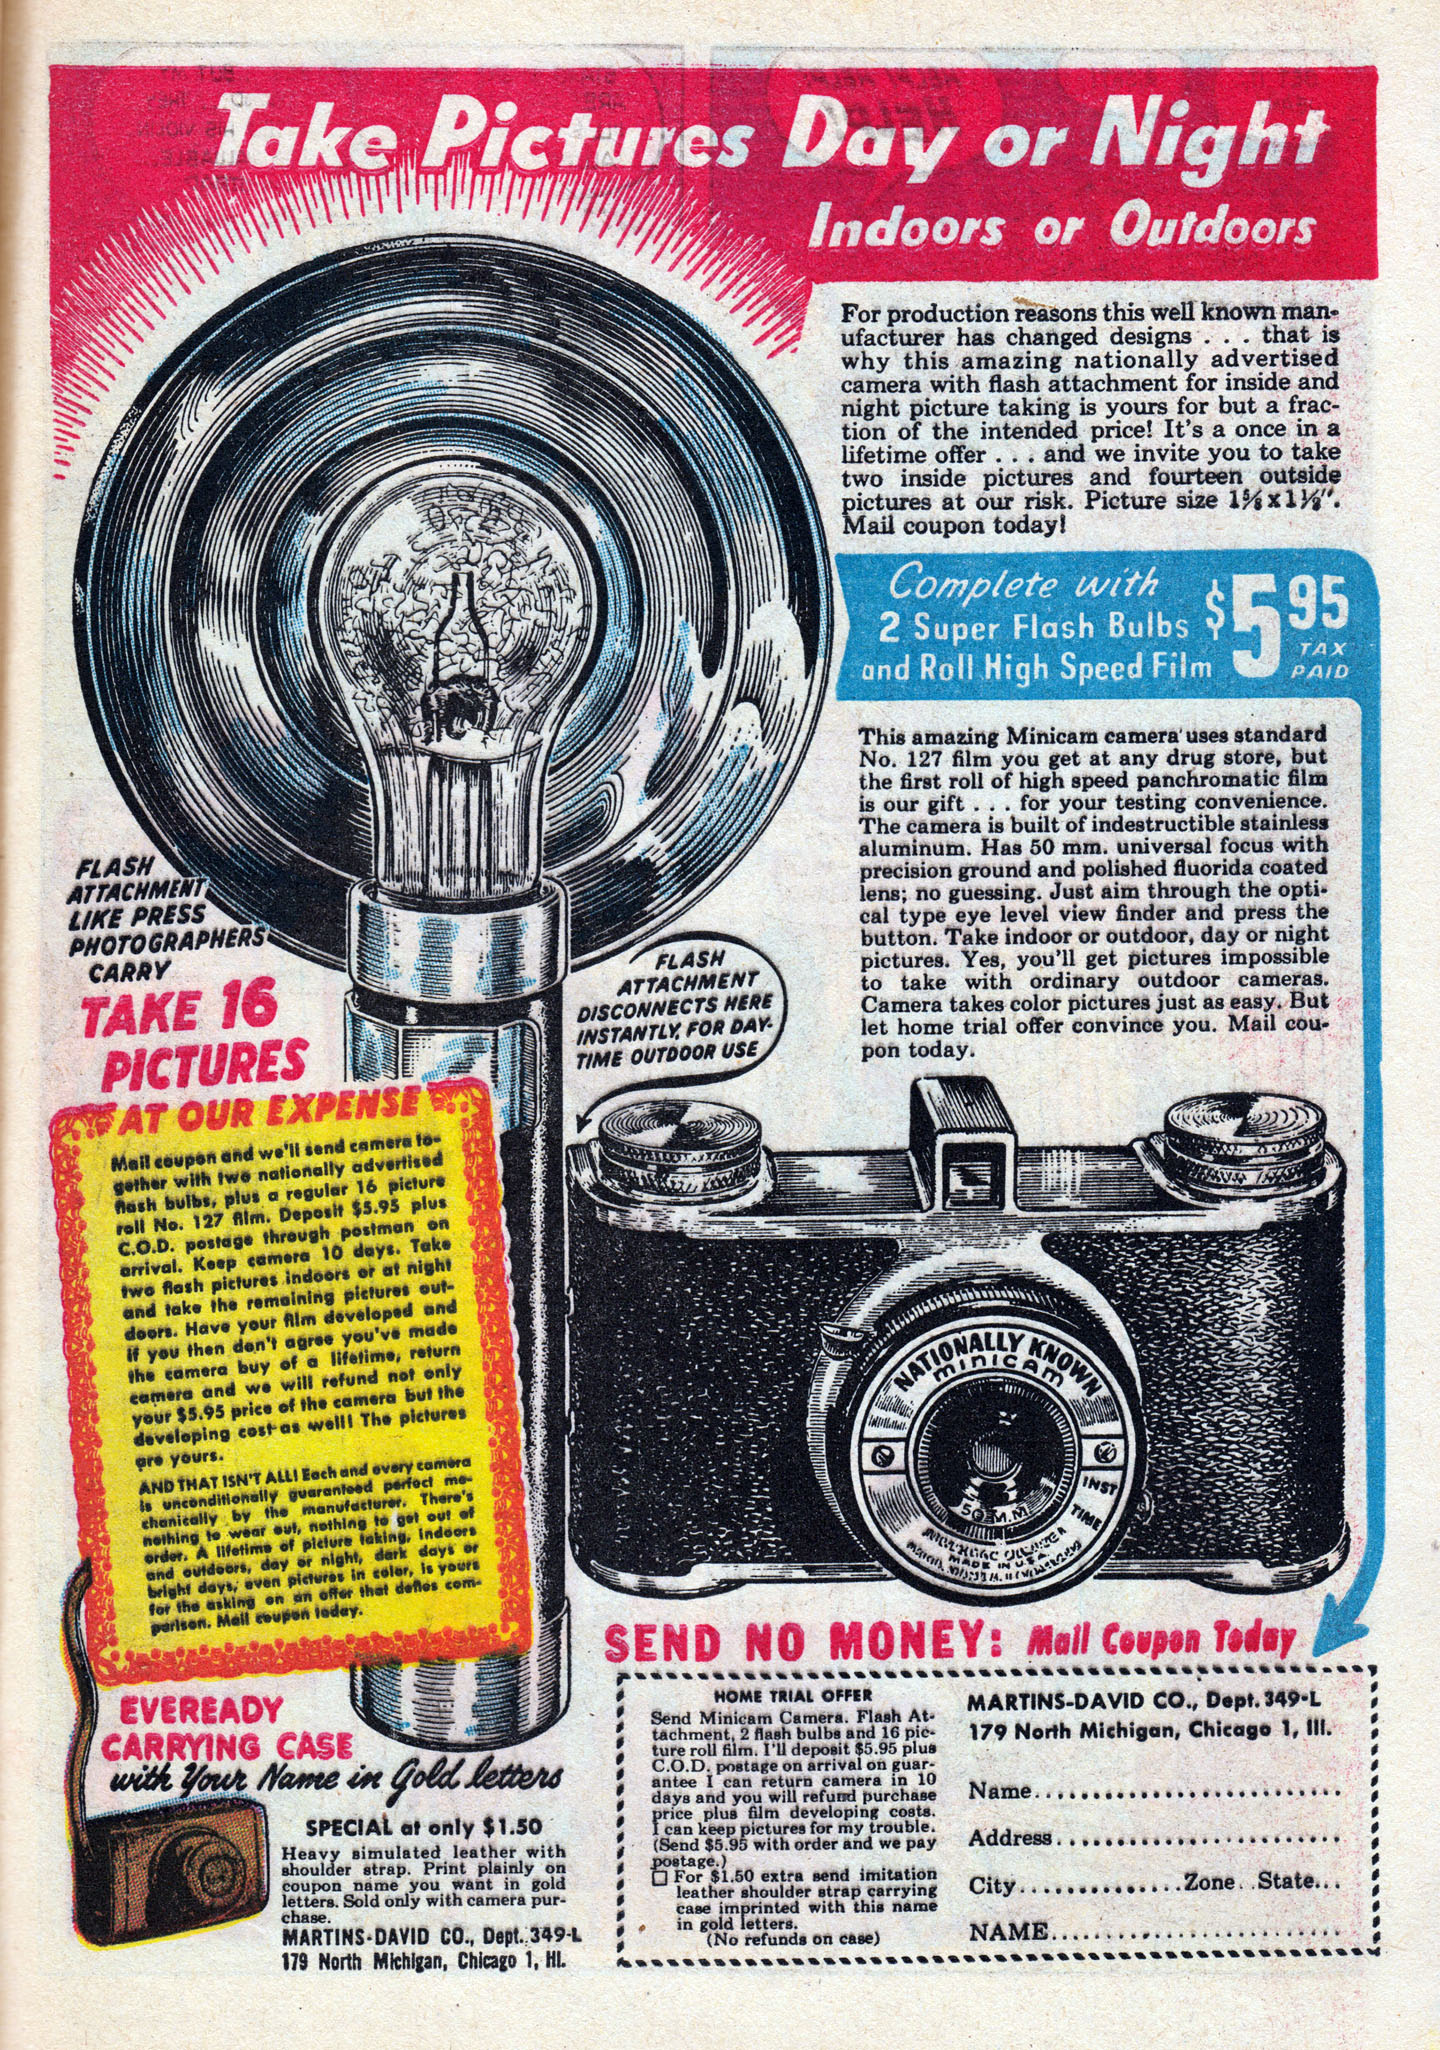 Take Pictures Day or Night
Indoors or Outdoors
For production reasons this well known man-
ufacturer has changed designs . . . that is
why this amazing nationally advertised
camera with flash attachment for inside and
night picture taking is yours for but a frac-
tion of the intended price! It's a once in a
lifetime offer . . . and we invite you to take
two inside pictures and fourteen outside
pictures at our risk. Picture size 1⅝ x 1½".
Mail coupon today!
Complete with
2 Super Flash Bulbs
and Roll High Speed Film
$5.95
TAX
PAID
This amazing Minicam camera uses standard
No. 127 film you get at any drug store, but
the first roll of high speed panchromatic film
is our gift . . . for your testing convenience.
The camera is built of indestructible stainless
aluminum. Has 50 mm. universal focus with
precision ground and polished fluorida coated
lens; no guessing. Just aim through the opti-
cal type eye level view finder and press the
button. Take indoor or outdoor, day or night
pictures. Yes, you'll get pictures impossible
to take with ordinary outdoor cameras.
Camera takes color pictures just as easy. But
let home trial offer convince you. Mail cou-
pon today.
FLASH
ATTACHMENT
LIKE PRESS
PHOTOGRAPHERS
CARRY
FLASH
ATTACHMENT
DISCONNECTS HERE
INSTANTLY, FOR DAY-
TIME OUTDOOR USE
TAKE 16
PICTURES
AT OUR EXPENSE
Mail coupon and we'll send camera to-
gether with two nationally advertised
flash bulbs, plus a regular 16 picture
roll No. 127 film. Deposit $5.95 plus
C.O.D. postage through postman on
arrival. Keep camera 10 days. Take
two flash pictures indoors or at night
and take the remaining pictures out-
doors. Have your film developed and
if you then don't agree you've made
the camera buy of a lifetime, return
camera and we will refund not only
your $5.95 price of the camera but the
developing cost as well! The pictures
are yours.
AND THAT ISN'T ALL! Each and every camera
is unconditionally guaranteed perfect me-
chanically by the manufacturer. There's
nothing to wear out, nothing to get out of
order. A lifetime of picture taking, indoors
and outdoors, day or night, dark days or
bright days, even pictures in color, is yours
for the asking on an offer that defies com-
parison. Mail coupon today.
NATIONALLY KNOWN
minicam
INST
TIME
50 M.M.
MADE IN U.S.A.
EVEREADY
CARRYING CASE
with Your Name in Gold letters
SPECIAL at only $1.50
Heavy simulated leather with
shoulder strap. Print plainly on
coupon name you want in gold
letters. Sold only with camera pur-
chase.
MARTINS-DAVID CO., Dept. 349-L
179 North Michigan, Chicago 1, Ill.
SEND NO MONEY: Mail Coupon Today
HOME TRIAL OFFER
Send Minicam Camera. Flash At-
tachment, 2 flash bulbs and 16 pic-
ture roll film. I'll deposit $5.95 plus
C.O.D. postage on arrival on guar-
antee I can return camera in 10
days and you will refund purchase
price plus film developing costs.
I can keep pictures for my trouble.
(Send $5.95 with order and we pay
postage.)
☐ For $1.50 extra send imitation
leather shoulder strap carrying
case imprinted with this name
in gold letters.
(No refunds on case)
MARTINS-DAVID CO., Dept. 349-L
179 North Michigan, Chicago 1, Ill.
Name..........................
Address........................
City...............Zone..State...
NAME..........................